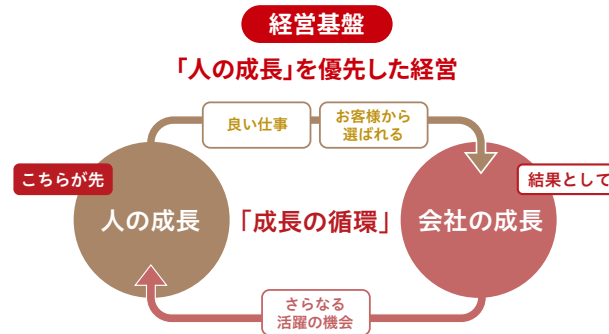 経営基盤
「人の成長」を優先した経営
良い仕事
お客様から
選ばれる
こちらが先
結果として
人の成長
「成長の循環」
会社の成長
さらなる
活躍の機会